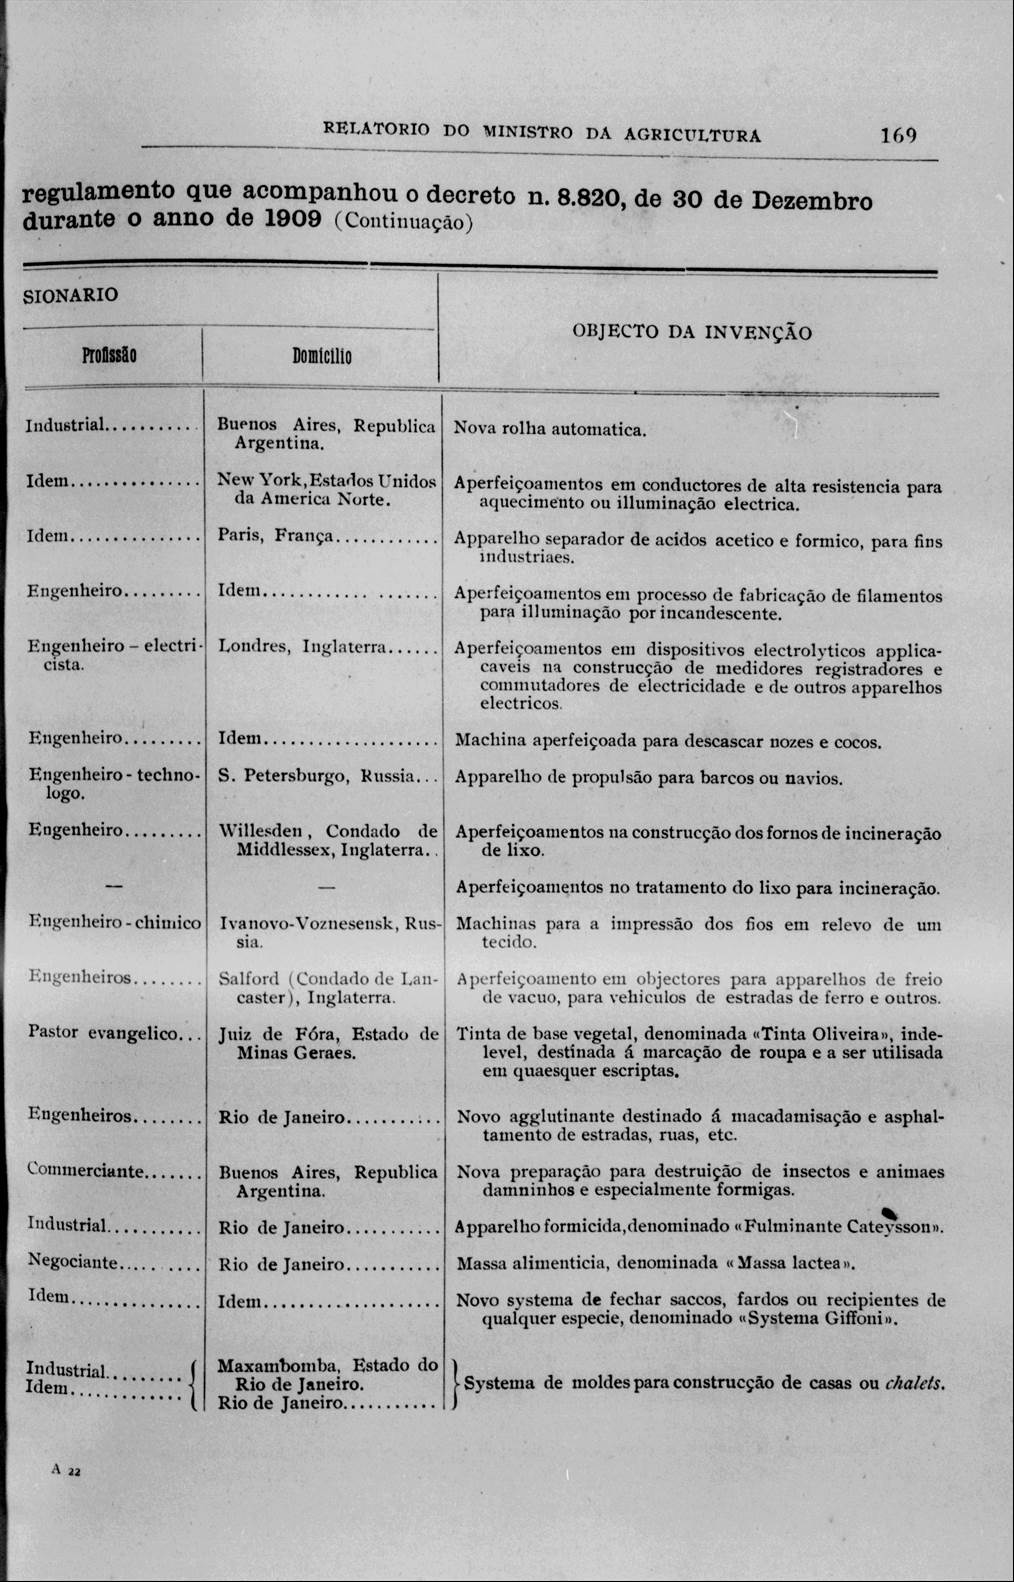 RELATORIO DO MINISTRO DA AGRICULTURA 169
regulamento que acompanhou o decreto n. 8.820, de 30 de Dezembro
durante o anno de 1909 (Continuação)
SIONARIO
OBJECTO DA INVENÇÃO
Profissão Domicilio
Industrial........... Buenos Aires, Republica Nova rolha automatica.
Argentina.
Idem............... New York, Estados Unidos Aperfeiçoamentos em conductores de alta resistencia para
da America Norte. aquecimento ou illuminação electrica.
Idem............... Paris, França............ Apparelho separador de acidos acetico e formico, para fins
industriaes.
Engenheiro......... Idem............ ....... Aperfeiçoamentos em processo de fabricação de filamentos
para illuminação por incandescente.
Engenheiro - electri- Londres, Inglaterra...... Aperfeiçoamentos em dispositivos electrolyticos applica-
cista. caveis na construcção de medidores registradores e
commutadores de electricidade e de outros apparelhos
electricos.
Engenheiro......... Idem.................... Machina aperfeiçoada para descascar nozes e cocos.
Engenheiro - techno- S. Petersburgo, Russia... Apparelho de propulsão para barcos ou navios.
logo.
Engenheiro......... Willesden, Condado de Aperfeiçoamentos na construcção dos fornos de incineração
Middlessex, Inglaterra.. de lixo.
— — Aperfeiçoamentos no tratamento do lixo para incineração.
Engenheiro - chimico Ivanovo-Voznesensk, Rus- Machinas para a impressão dos fios em relevo de um
sia. tecido.
Engenheiros........ Salford (Condado de Lan- Aperfeiçoamento em objectores para apparelhos de freio
caster), Inglaterra. de vacuo, para vehiculos de estradas de ferro e outros.
Pastor evangelico... Juiz de Fóra, Estado de Tinta de base vegetal, denominada «Tinta Oliveira», inde-
Minas Geraes. level, destinada á marcação de roupa e a ser utilisada
em quaesquer escriptas.
Engenheiros........ Rio de Janeiro........... Novo agglutinante destinado á macadamisação e asphal-
tamento de estradas, ruas, etc.
Commerciante....... Buenos Aires, Republica Nova preparação para destruição de insectos e animaes
Argentina. damninhos e especialmente formigas.
Industrial........... Rio de Janeiro........... Apparelho formicida, denominado «Fulminante Cateysson».
Negociante..... .... Rio de Janeiro........... Massa alimenticia, denominada «Massa lactea».
Idem............... Idem.................... Novo systema de fechar saccos, fardos ou recipientes de
qualquer especie, denominado «Systema Giffoni».
Industrial......... Maxambomba, Estado do
Idem............. Rio de Janeiro. Systema de moldes para construcção de casas ou chalets.
Rio de Janeiro...........
A 22